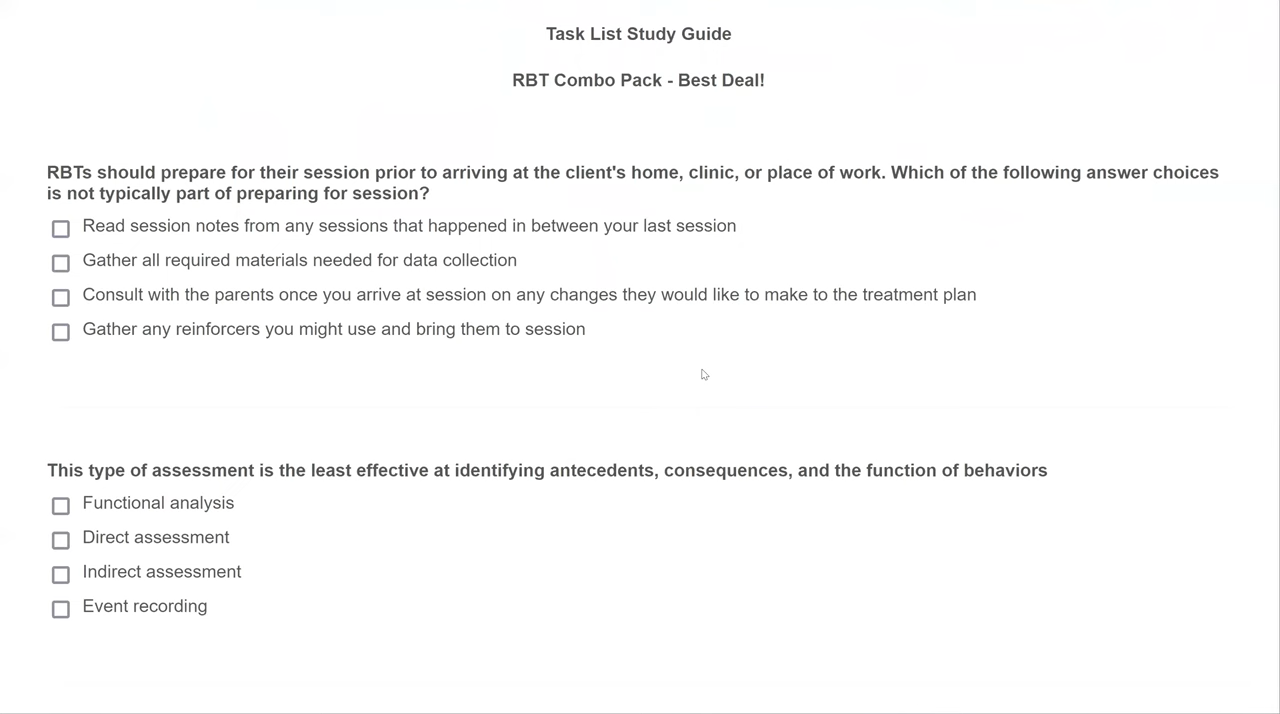 Task List Study Guide
RBT Combo Pack - Best Deal!
RBTs should prepare for their session prior to arriving at the client's home, clinic, or place of work. Which of the following answer choices
is not typically part of preparing for session?
Read session notes from any sessions that happened in between your last session
Gather all required materials needed for data collection
Consult with the parents once you arrive at session on any changes they would like to make to the treatment plan
Gather any reinforcers you might use and bring them to session
This type of assessment is the least effective at identifying antecedents, consequences, and the function of behaviors
Functional analysis
Direct assessment
Indirect assessment
Event recording